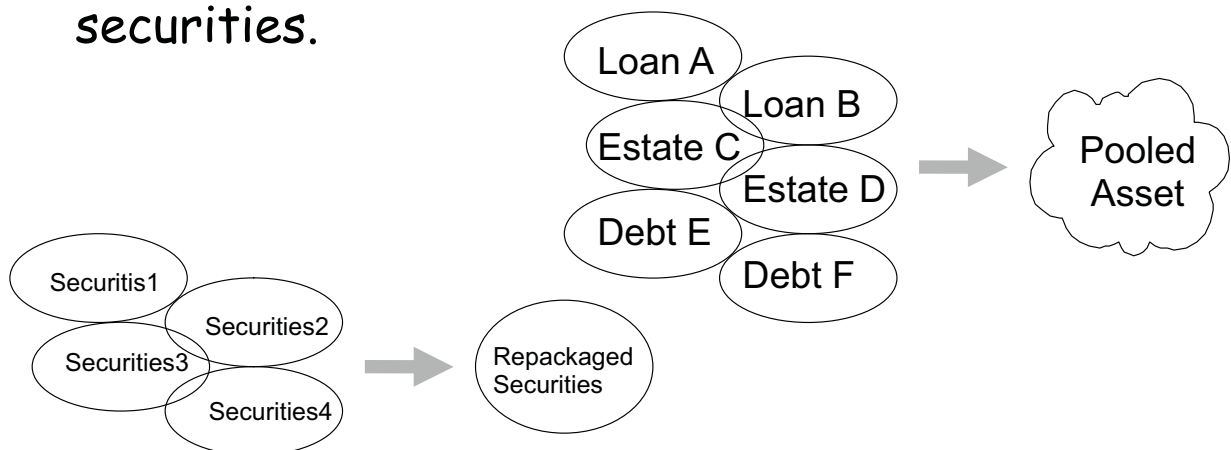 securities.
Loan A
Loan B
Estate C
Estate D
Debt E
Debt F
Pooled
Asset
Securitis1
Securities2
Securities3
Securities4
Repackaged
Securities